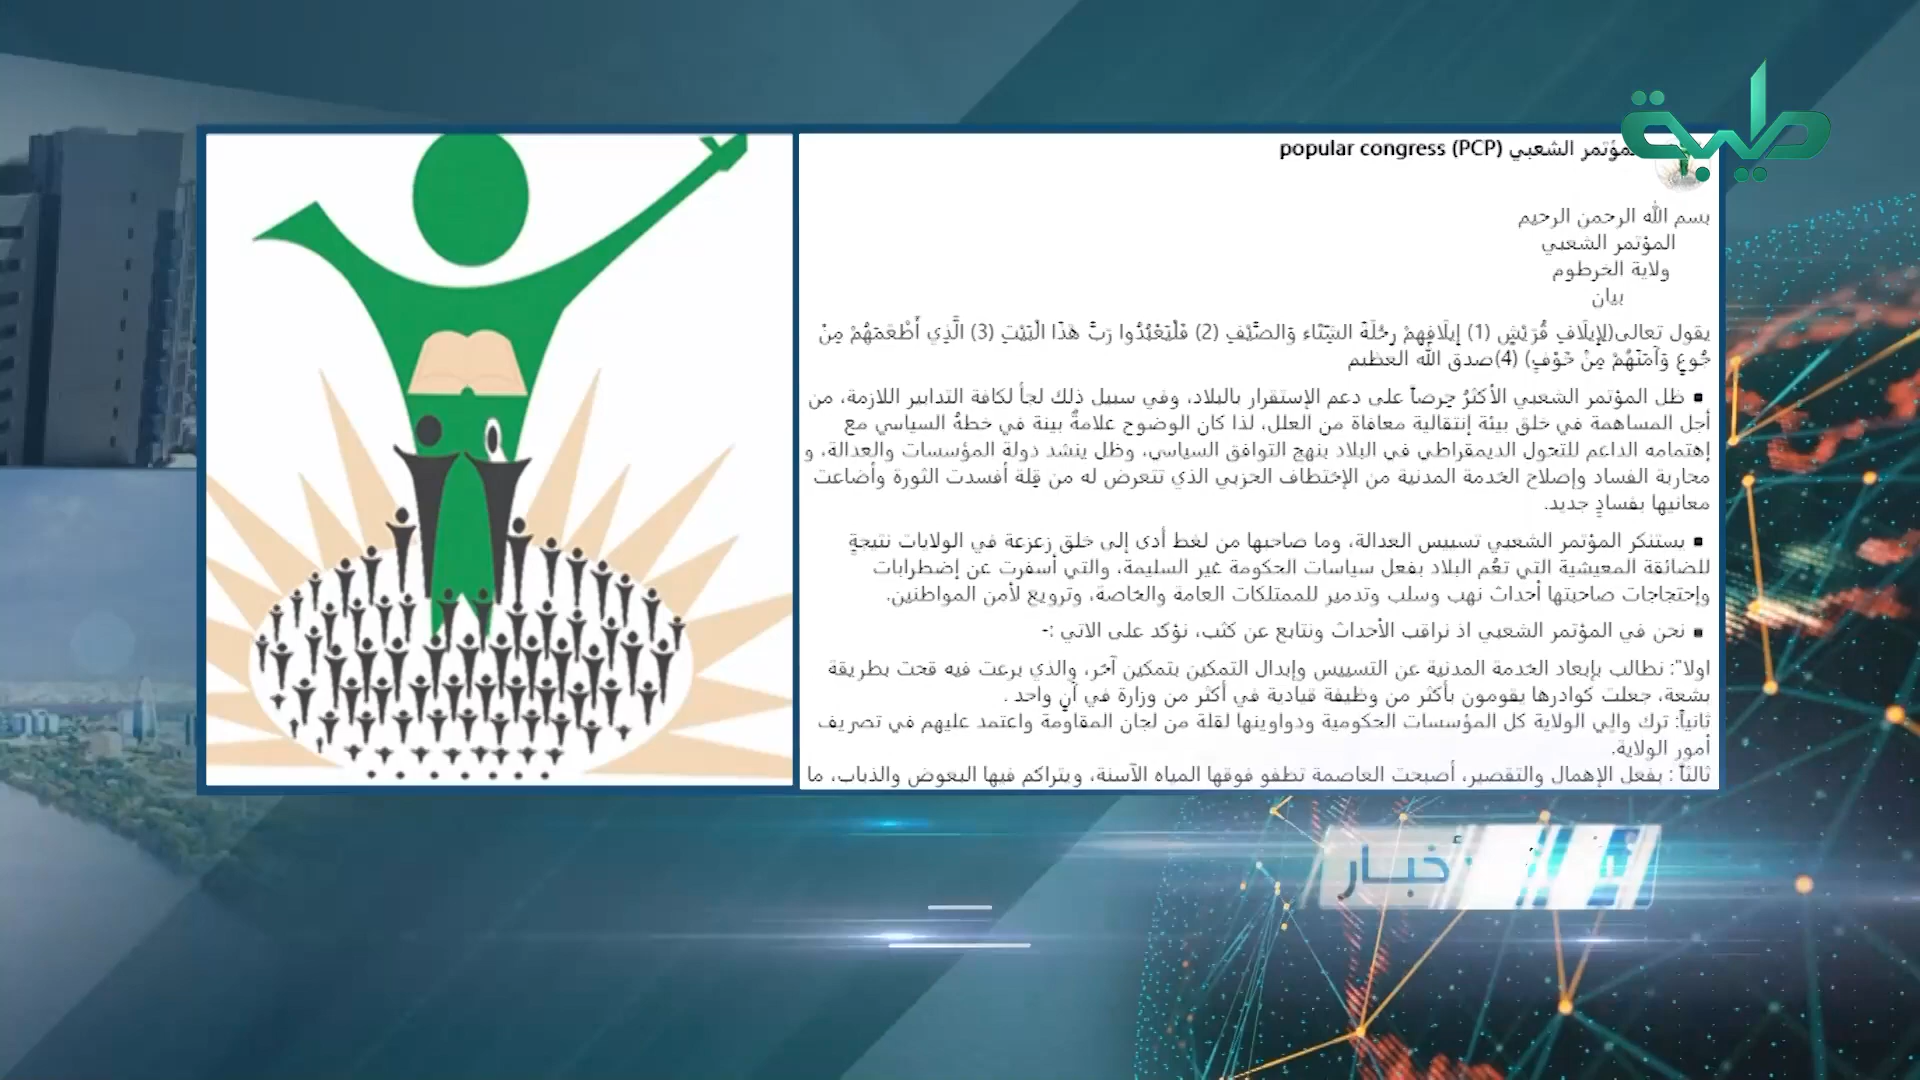 طيبة
المؤتمر الشعبي popular congress (PCP)
بسم الله الرحمن الرحيم
المؤتمر الشعبي
ولاية الخرطوم
بيان
يقول تعالى(لِإِيلَافِ قُرَيْشٍ (1) إِيلَافِهِمْ رِحْلَةَ الشِّتَاءِ وَالصَّيْفِ (2) فَلْيَعْبُدُوا رَبَّ هَذَا الْبَيْتِ (3) الَّذِي أَطْعَمَهُمْ مِنْ
جُوعٍ وَآمَنَهُمْ مِنْ خَوْفٍ) (4)صدق الله العظيم
▪ ظل المؤتمر الشعبي الأكثرُ حِرصاً على دعم الإستقرار بالبلاد، وفي سبيل ذلك لجأ لكافة التدابير اللازمة، من
أجل المساهمة في خلق بيئة إنتقالية معافاة من العلل، لذا كان الوضوح علامةٌ بينة في خطهُ السياسي مع
إهتمامه الداعم للتحول الديمقراطي في البلاد بنهج التوافق السياسي، وظل ينشد دولة المؤسسات والعدالة، و
محاربة الفساد وإصلاح الخدمة المدنية من الإختطاف الحزبي الذي تتعرض له من قِلة أفسدت الثورة وأضاعت
معانيها بفسادٍ جديد.
▪ يستنكر المؤتمر الشعبي تسييس العدالة، وما صاحبها من لغط أدى إلى خلق زعزعة في الولايات نتيجةٍ
للضائقة المعيشية التي تعُم البلاد بفعل سياسات الحكومة غير السليمة، والتي أسفرت عن إضطرابات
وإحتجاجات صاحبتها أحداث نهب وسلب وتدمير للممتلكات العامة والخاصة، وترويع لأمن المواطنين.
▪ نحن في المؤتمر الشعبي اذ نراقب الأحداث ونتابع عن كثب، نؤكد على الاتي :-
اولا": نطالب بإبعاد الخدمة المدنية عن التسييس وإبدال التمكين بتمكين آخر، والذي برعت فيه قحت بطريقة
بشعة، جعلت كوادرها يقومون بأكثر من وظيفة قيادية في أكثر من وزارة في آنٍ واحد .
ثانياً: ترك والي الولاية كل المؤسسات الحكومية ودواوينها لقلة من لجان المقاومة واعتمد عليهم في تصريف
أمور الولاية.
ثالثاً : بفعل الإهمال والتقصير، أصبحت العاصمة تطفو فوقها المياه الآسنة، ويتراكم فيها البعوض والذباب، ما